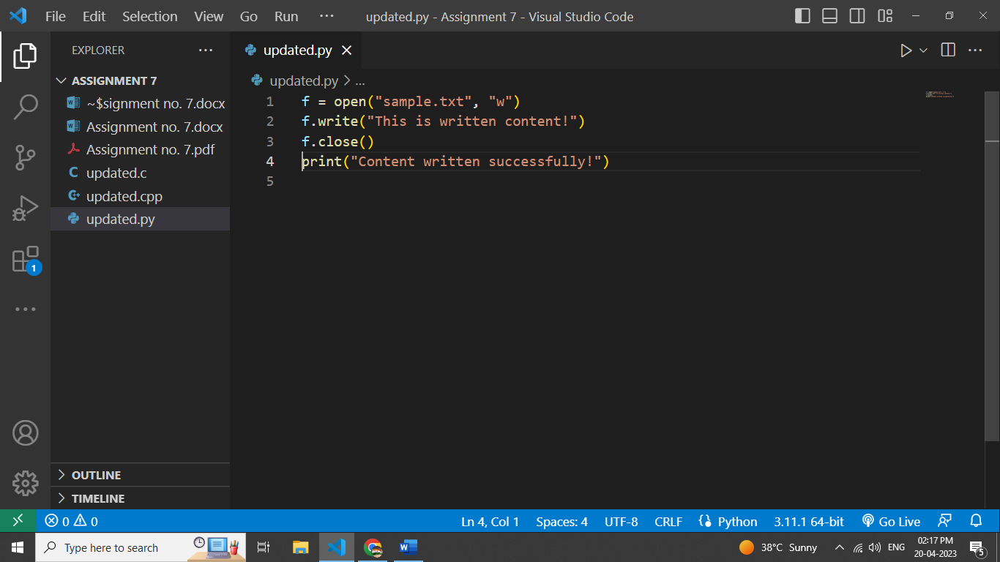 File Edit Selection View Go Run ··· updated.py - Assignment 7 - Visual Studio Code
EXPLORER ···
ASSIGNMENT 7
~$signment no. 7.docx
Assignment no. 7.docx
Assignment no. 7.pdf
updated.c
updated.cpp
updated.py
OUTLINE
TIMELINE
updated.py
updated.py > ...
1 f = open("sample.txt", "w")
2 f.write("This is written content!")
3 f.close()
4 print("Content written successfully!")
5
1
0 0 Ln 4, Col 1 Spaces: 4 UTF-8 CRLF Python 3.11.1 64-bit Go Live
Type here to search 38°C Sunny ENG 02:17 PM
20-04-2023 5